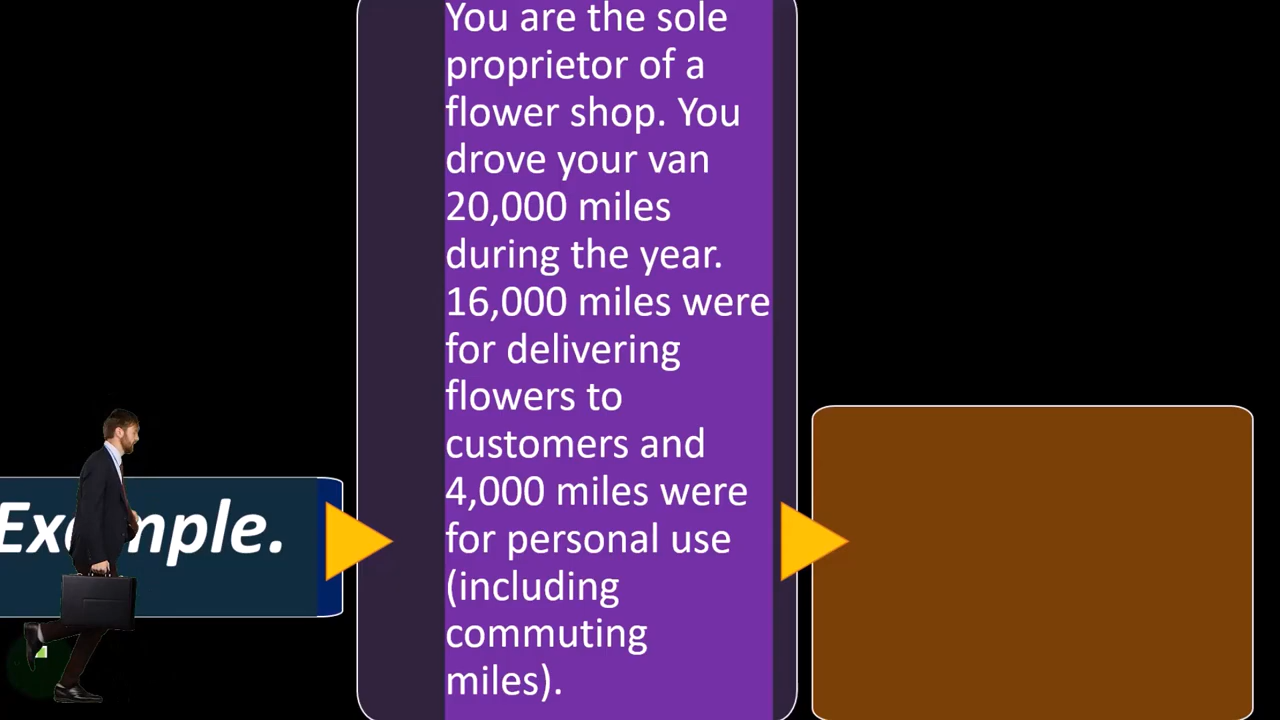 Example.
You are the sole
proprietor of a
flower shop. You
drove your van
20,000 miles
during the year.
16,000 miles were
for delivering
flowers to
customers and
4,000 miles were
for personal use
(including
commuting
miles).